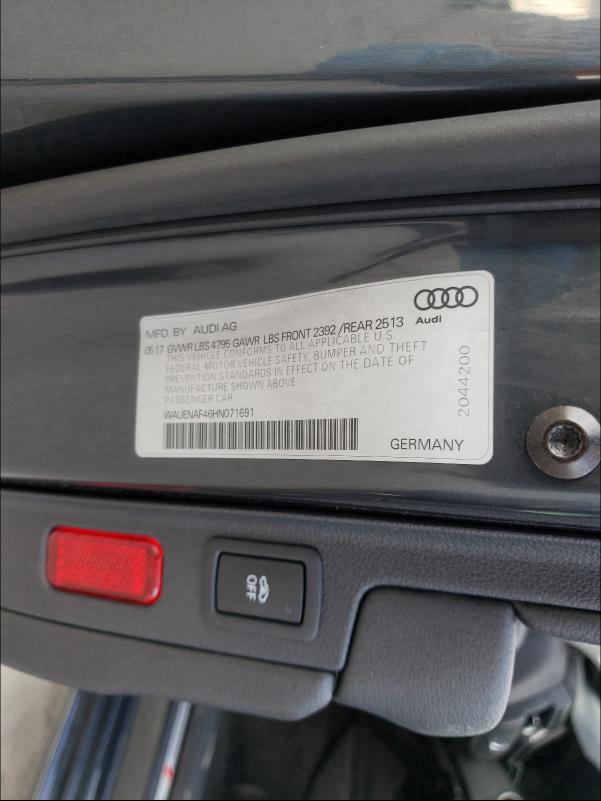 MFD. BY AUDI AG
Audi
05 17 GVWR LBS 4795 GAWR LBS FRONT 2392 /REAR 2513
THIS VEHICLE CONFORMS TO ALL APPLICABLE U.S.
FEDERAL MOTOR VEHICLE SAFETY, BUMPER AND THEFT
PREVENTION STANDARDS IN EFFECT ON THE DATE OF
MANUFACTURE SHOWN ABOVE
PASSENGER CAR
WAUENAF46HN071691
GERMANY
2044200
OFF